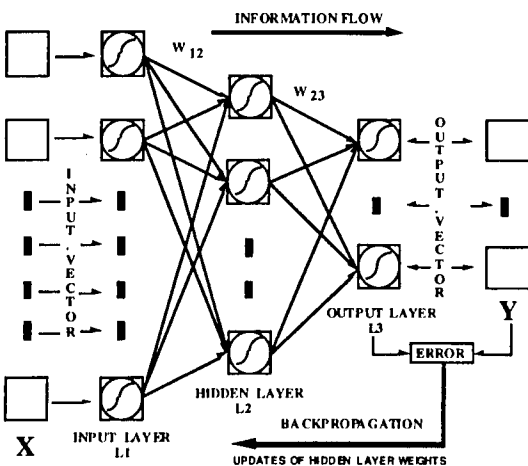 INFORMATION FLOW
W12
W23
INPUT.VECTOR
OUTPUT.VECTOR
OUTPUT LAYER
L3
Y
ERROR
HIDDEN LAYER
L2
X
INPUT LAYER
L1
BACKPROPAGATION
UPDATES OF HIDDEN LAYER WEIGHTS